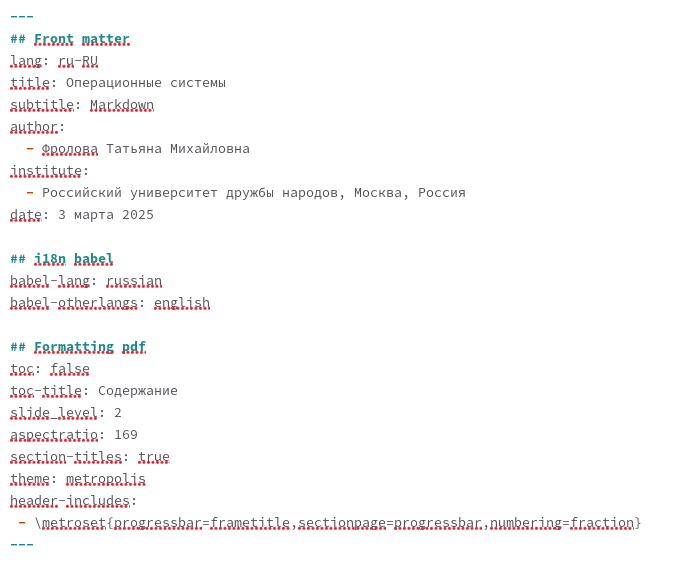 ---
## Front matter
lang: ru-RU
title: Операционные системы
subtitle: Markdown
author:
  - Фролова Татьяна Михайловна
institute:
  - Российский университет дружбы народов, Москва, Россия
date: 3 марта 2025

## i18n babel
babel-lang: russian
babel-otherlangs: english

## Formatting pdf
toc: false
toc-title: Содержание
slide_level: 2
aspectratio: 169
section-titles: true
theme: metropolis
header-includes:
 - \metroset{progressbar=frametitle,sectionpage=progressbar,numbering=fraction}
---